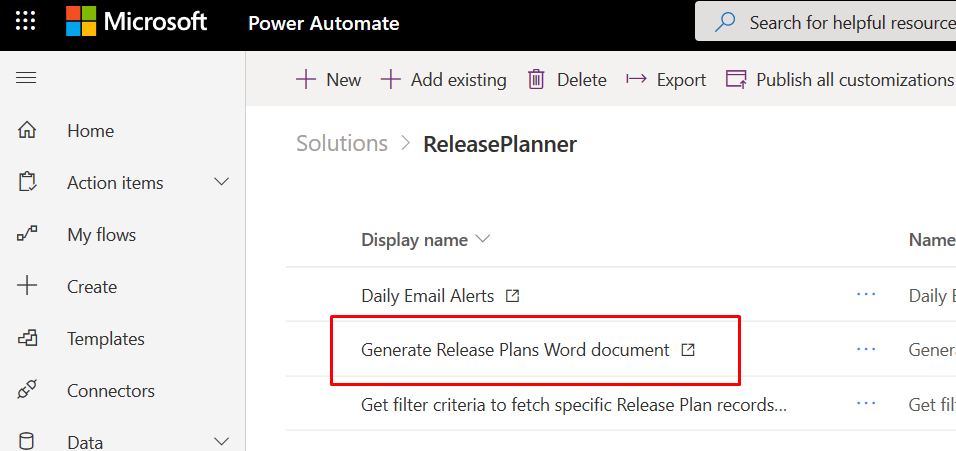 Microsoft Power Automate Search for helpful resource
New Add existing Delete Export Publish all customizations
Home
Action items
My flows
Create
Templates
Connectors
Data
Solutions > ReleasePlanner
Display name Name
Daily Email Alerts ... Daily E
Generate Release Plans Word document ... Gener
Get filter criteria to fetch specific Release Plan records... ... Get filt